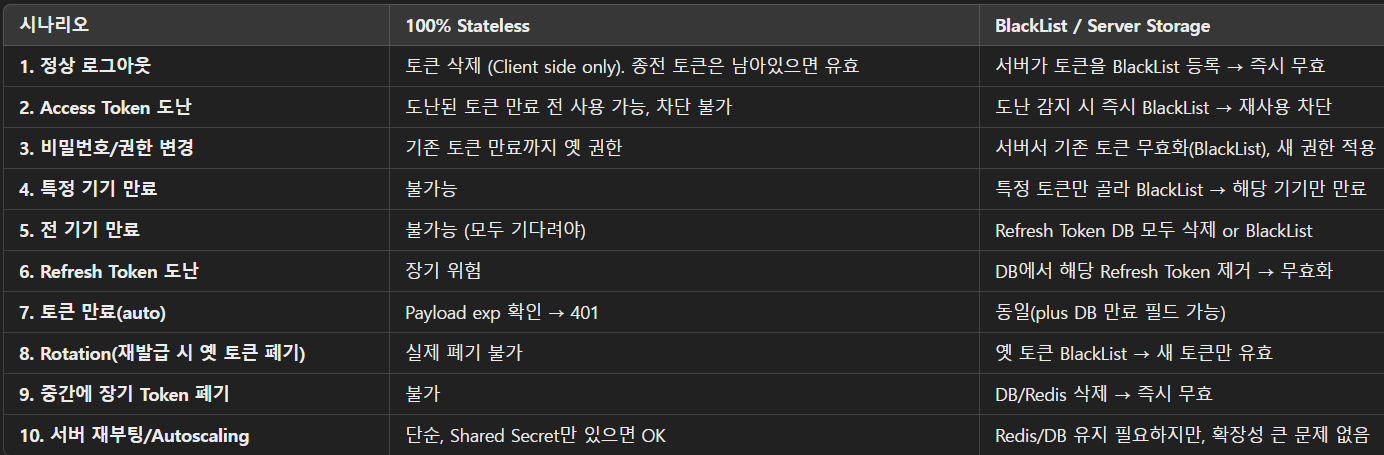 시나리오 100% Stateless BlackList / Server Storage
1. 정상 로그아웃 토큰 삭제 (Client side only). 종전 토큰은 남아있으면 유효 서버가 토큰을 BlackList 등록 → 즉시 무효
2. Access Token 도난 도난된 토큰 만료 전 사용 가능, 차단 불가 도난 감지 시 즉시 BlackList → 재사용 차단
3. 비밀번호/권한 변경 기존 토큰 만료까지 옛 권한 서버서 기존 토큰 무효화(BlackList), 새 권한 적용
4. 특정 기기 만료 불가능 특정 토큰만 골라 BlackList → 해당 기기만 만료
5. 전 기기 만료 불가능 (모두 기다려야) Refresh Token DB 모두 삭제 or BlackList
6. Refresh Token 도난 장기 위험 DB에서 해당 Refresh Token 제거 → 무효화
7. 토큰 만료(auto) Payload exp 확인 → 401 동일(plus DB 만료 필드 가능)
8. Rotation(재발급 시 옛 토큰 폐기) 실제 폐기 불가 옛 토큰 BlackList → 새 토큰만 유효
9. 중간에 장기 Token 폐기 불가 DB/Redis 삭제 → 즉시 무효
10. 서버 재부팅/Autoscaling 단순, Shared Secret만 있으면 OK Redis/DB 유지 필요하지만, 확장성 큰 문제 없음